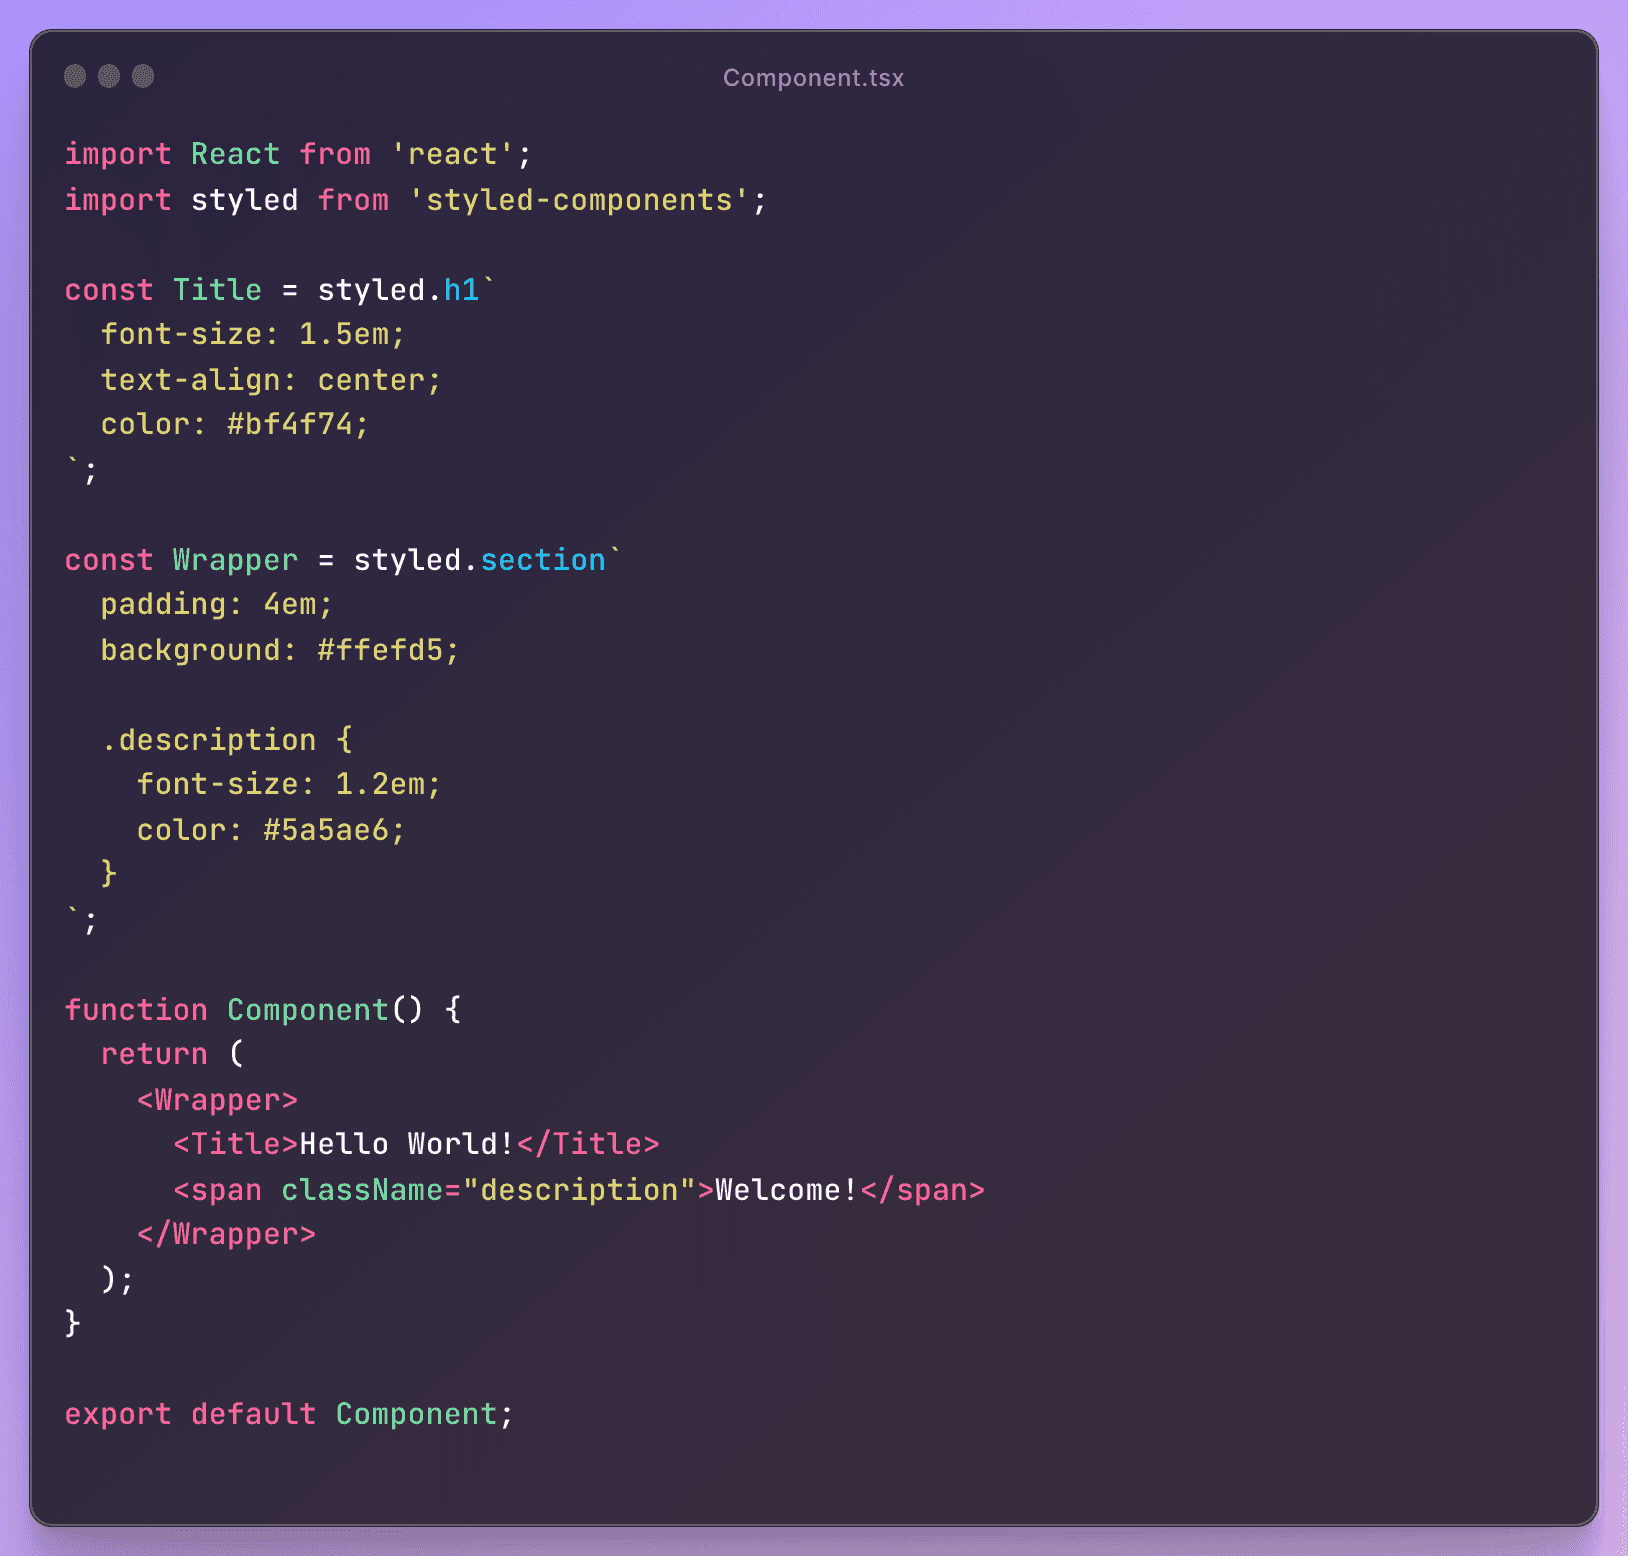 Component.tsx
import React from 'react';
import styled from 'styled-components';

const Title = styled.h1`
  font-size: 1.5em;
  text-align: center;
  color: #bf4f74;
`;

const Wrapper = styled.section`
  padding: 4em;
  background: #ffefd5;

  .description {
    font-size: 1.2em;
    color: #5a5ae6;
  }
`;

function Component() {
  return (
    <Wrapper>
      <Title>Hello World!</Title>
      <span className="description">Welcome!</span>
    </Wrapper>
  );
}

export default Component;